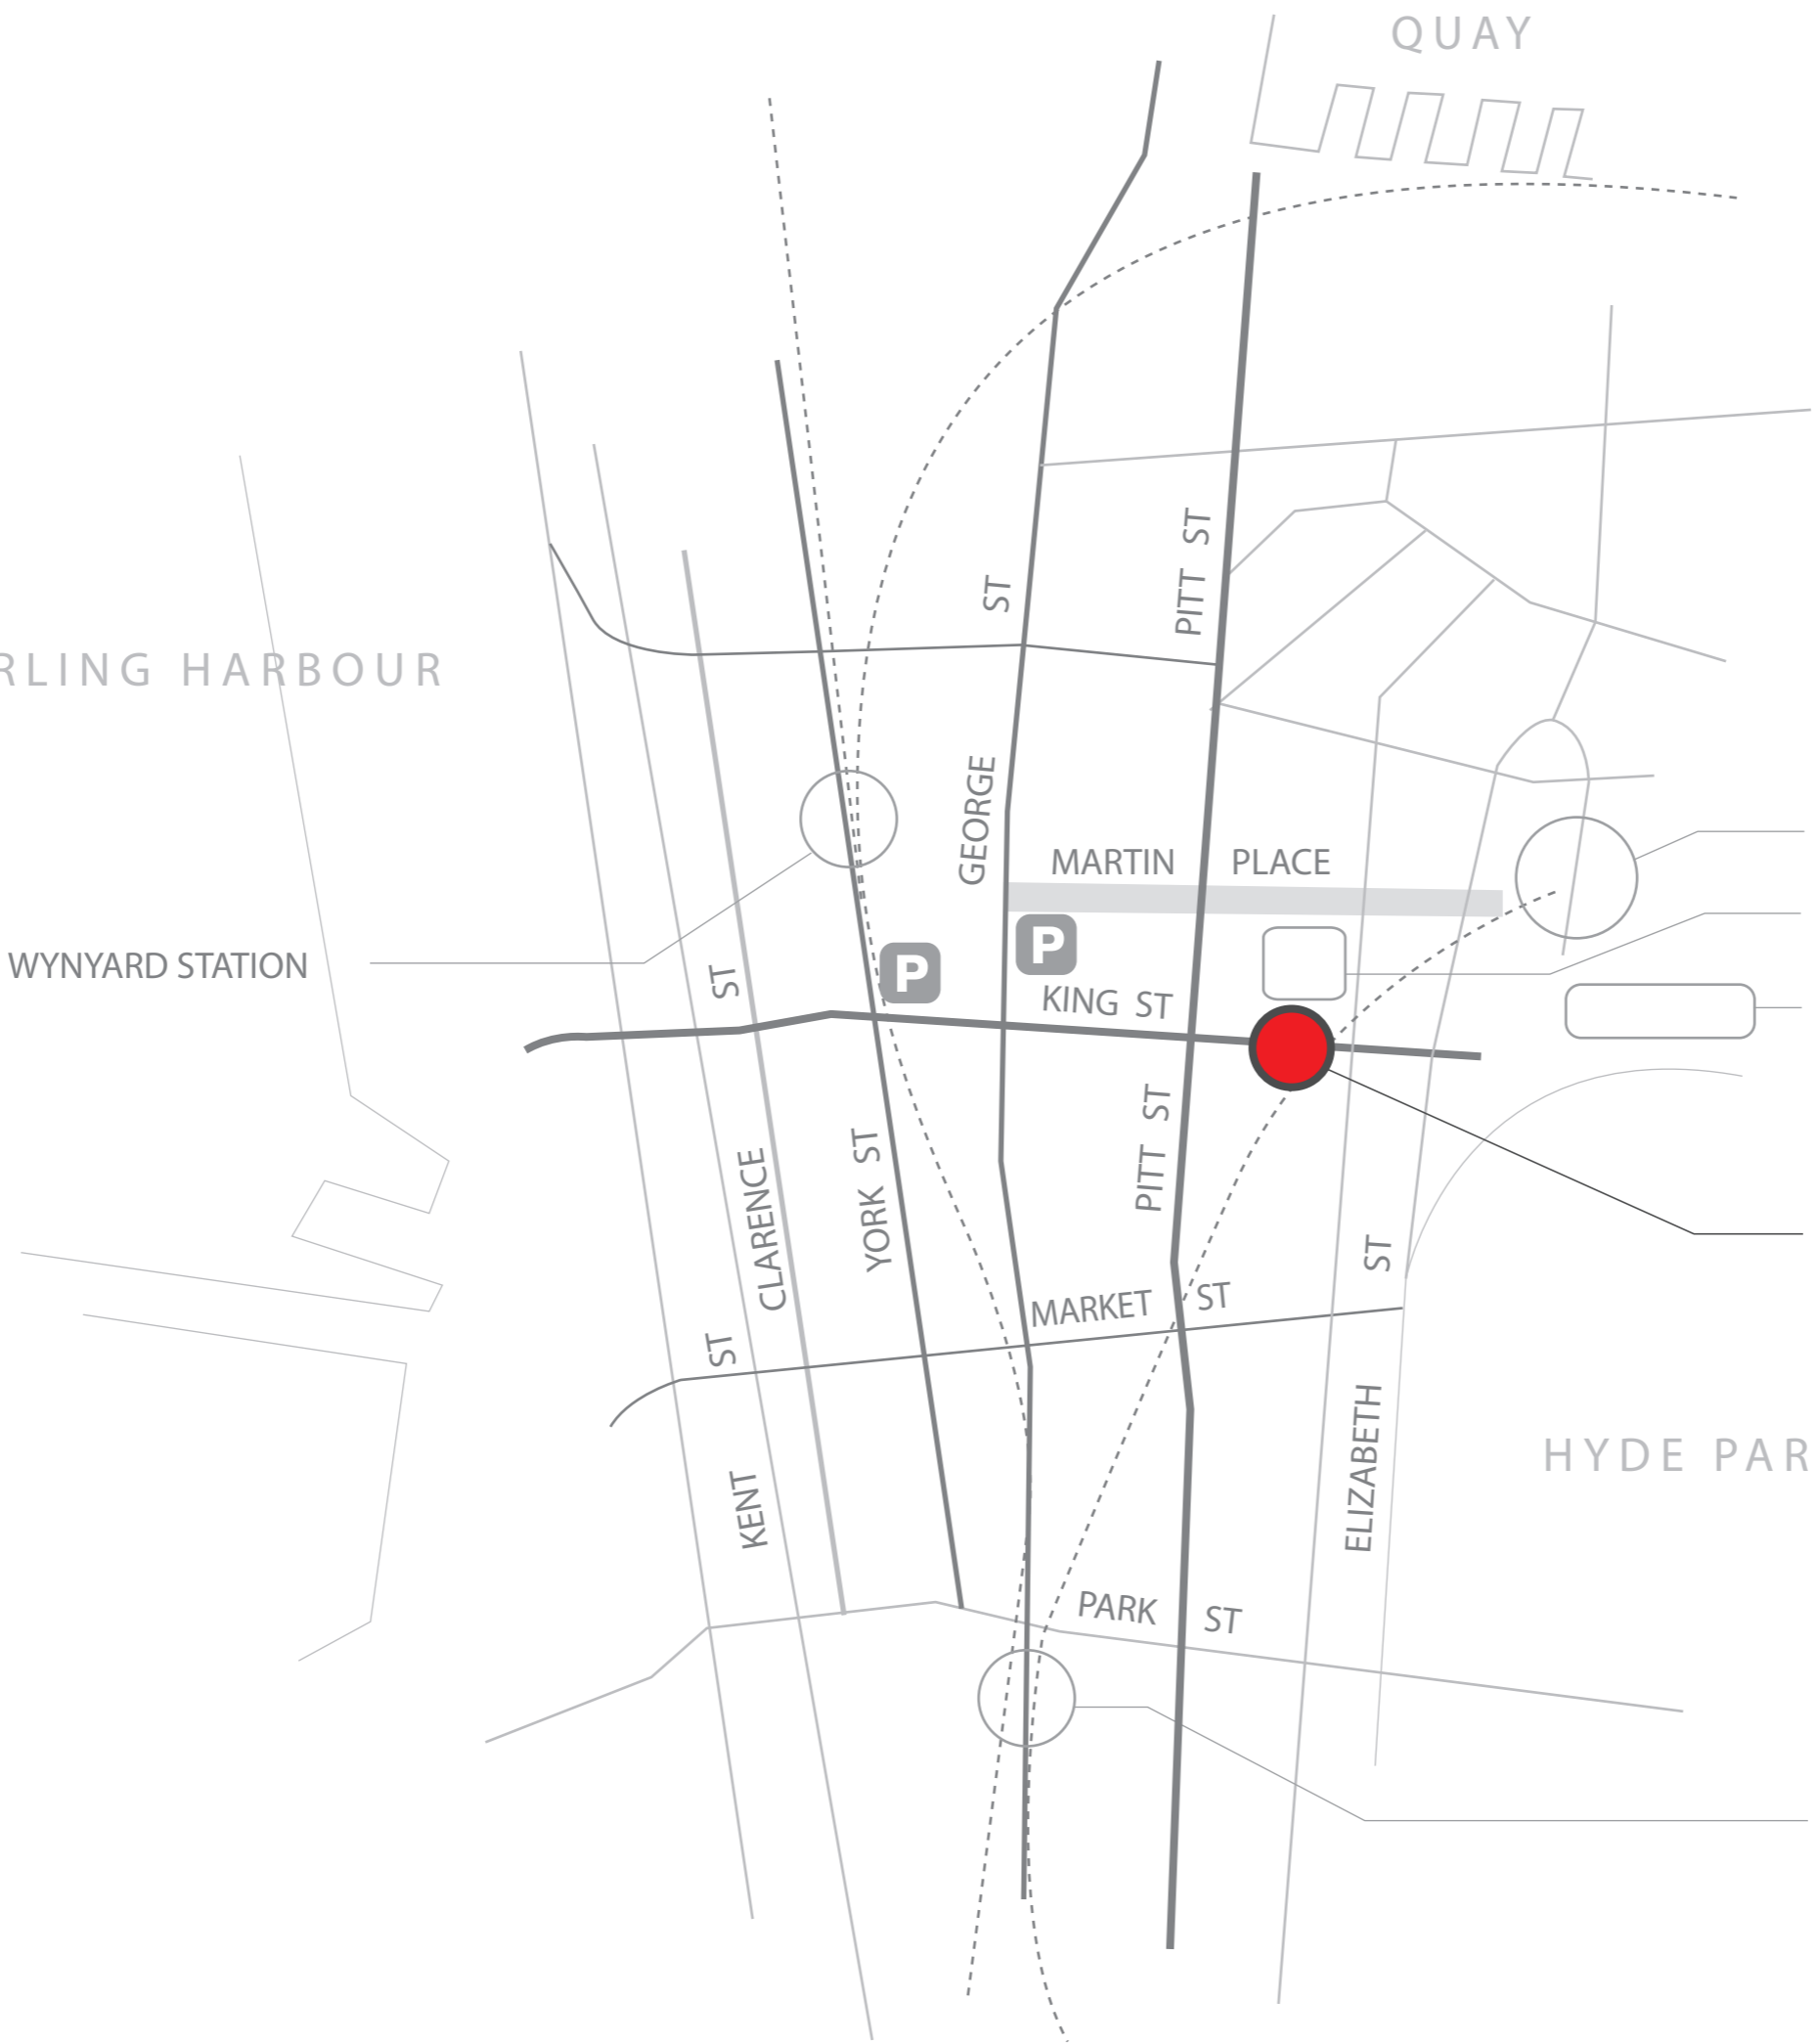 QUAY
PITT ST
ST
RLING HARBOUR
GEORGE
MARTIN PLACE
P
P
WYNYARD STATION
ST
KING ST
PITT ST
YORK ST
CLARENCE
ST
MARKET ST
ST
ELIZABETH
HYDE PAR
KENT
PARK ST